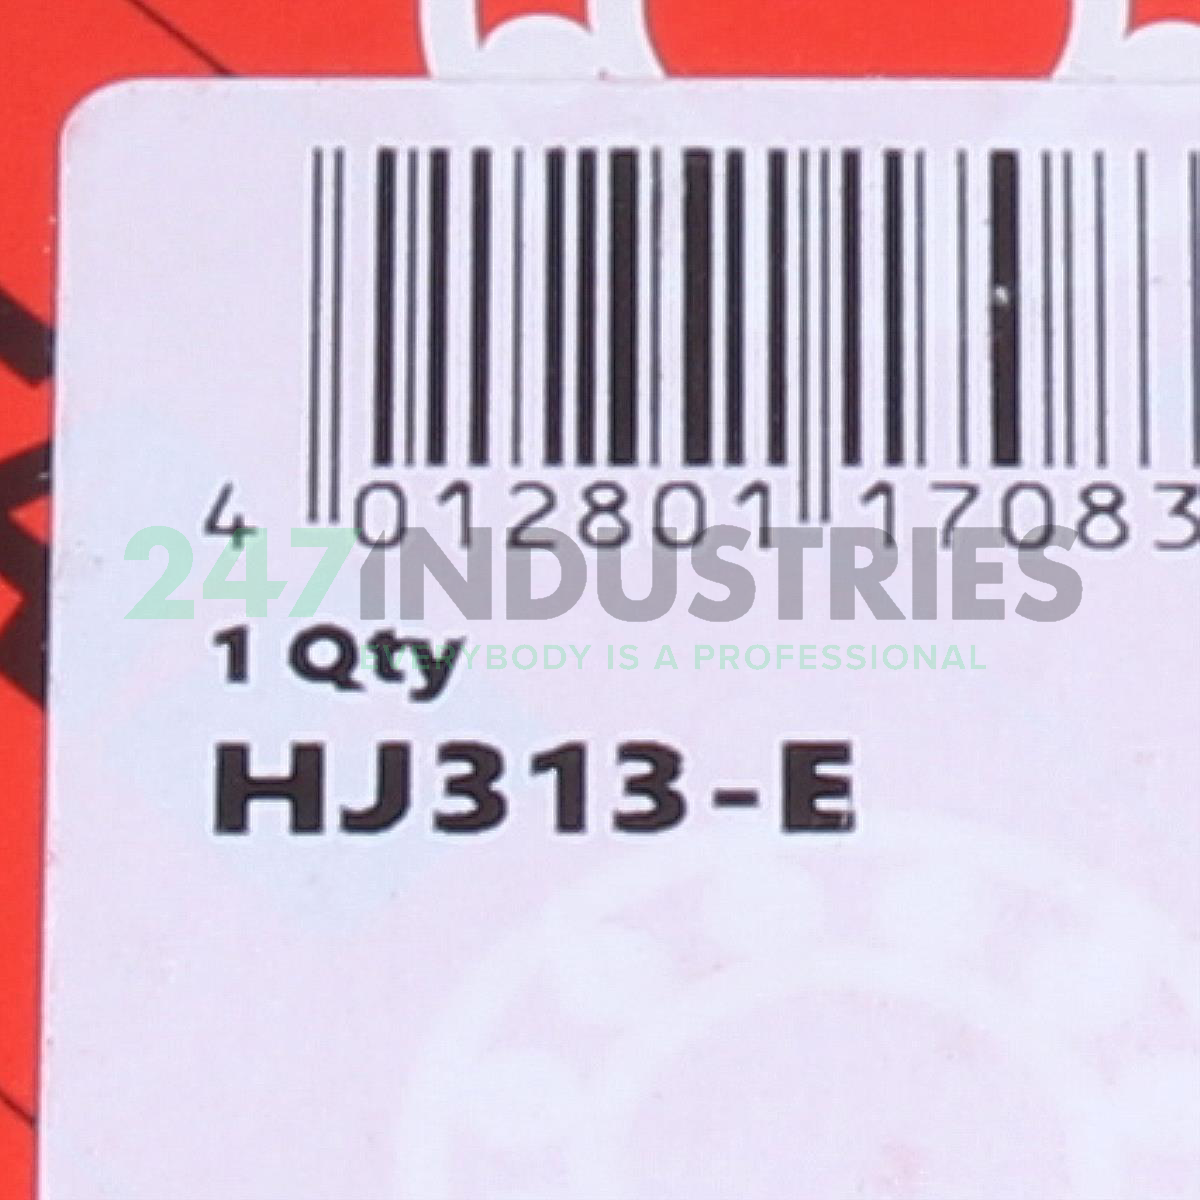 4 012801 17083
247INDUSTRIES
EVERYBODY IS A PROFESSIONAL
1 Qty
HJ313-E